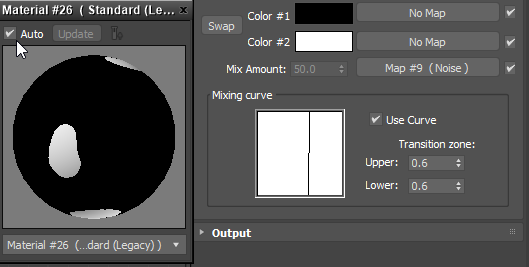 Material #26 ( Standard (Le... x
Auto Update
Material #26 (...dard (Legacy) )
Swap
Color #1 No Map
Color #2 No Map
Mix Amount: 50.0 Map #9 (Noise)
Mixing curve
Use Curve
Transition zone:
Upper: 0.6
Lower: 0.6
Output